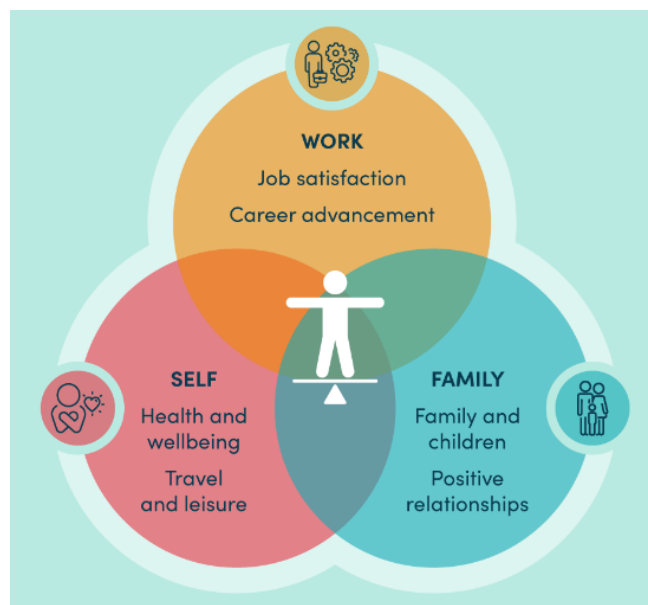 WORK
Job satisfaction
Career advancement
SELF
Health and
wellbeing
Travel
and leisure
FAMILY
Family and
children
Positive
relationships